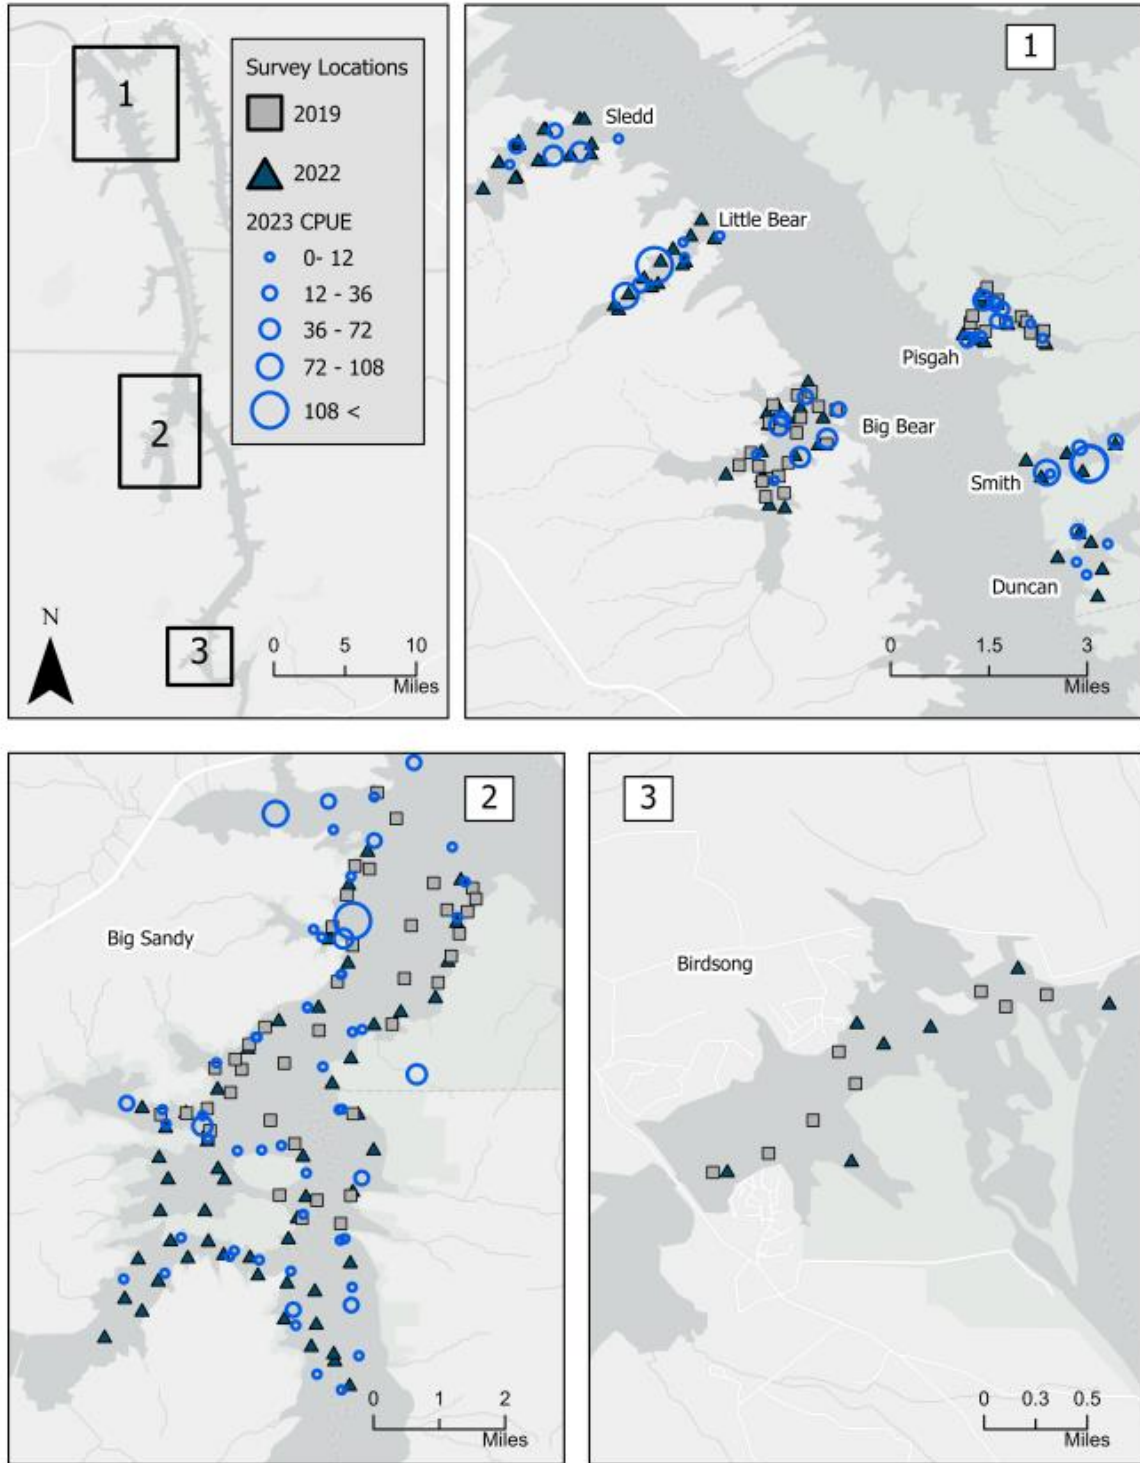 1
2
3
Survey Locations
2019
2022
2023 CPUE
0- 12
12 - 36
36 - 72
72 - 108
108 <
N
0 5 10
Miles
1
Sledd
Little Bear
Pisgah
Big Bear
Smith
Duncan
0 1.5 3
Miles
2
Big Sandy
0 1 2
Miles
3
Birdsong
0 0.3 0.5
Miles